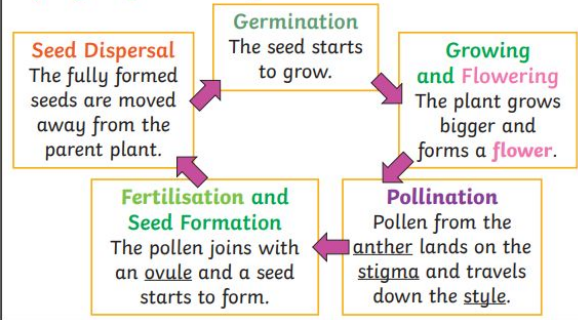 Germination
The seed starts
to grow.
Growing
and Flowering
The plant grows
bigger and
forms a flower.
Pollination
Pollen from the
anther lands on the
stigma and travels
down the style.
Fertilisation and
Seed Formation
The pollen joins with
an ovule and a seed
starts to form.
Seed Dispersal
The fully formed
seeds are moved
away from the
parent plant.